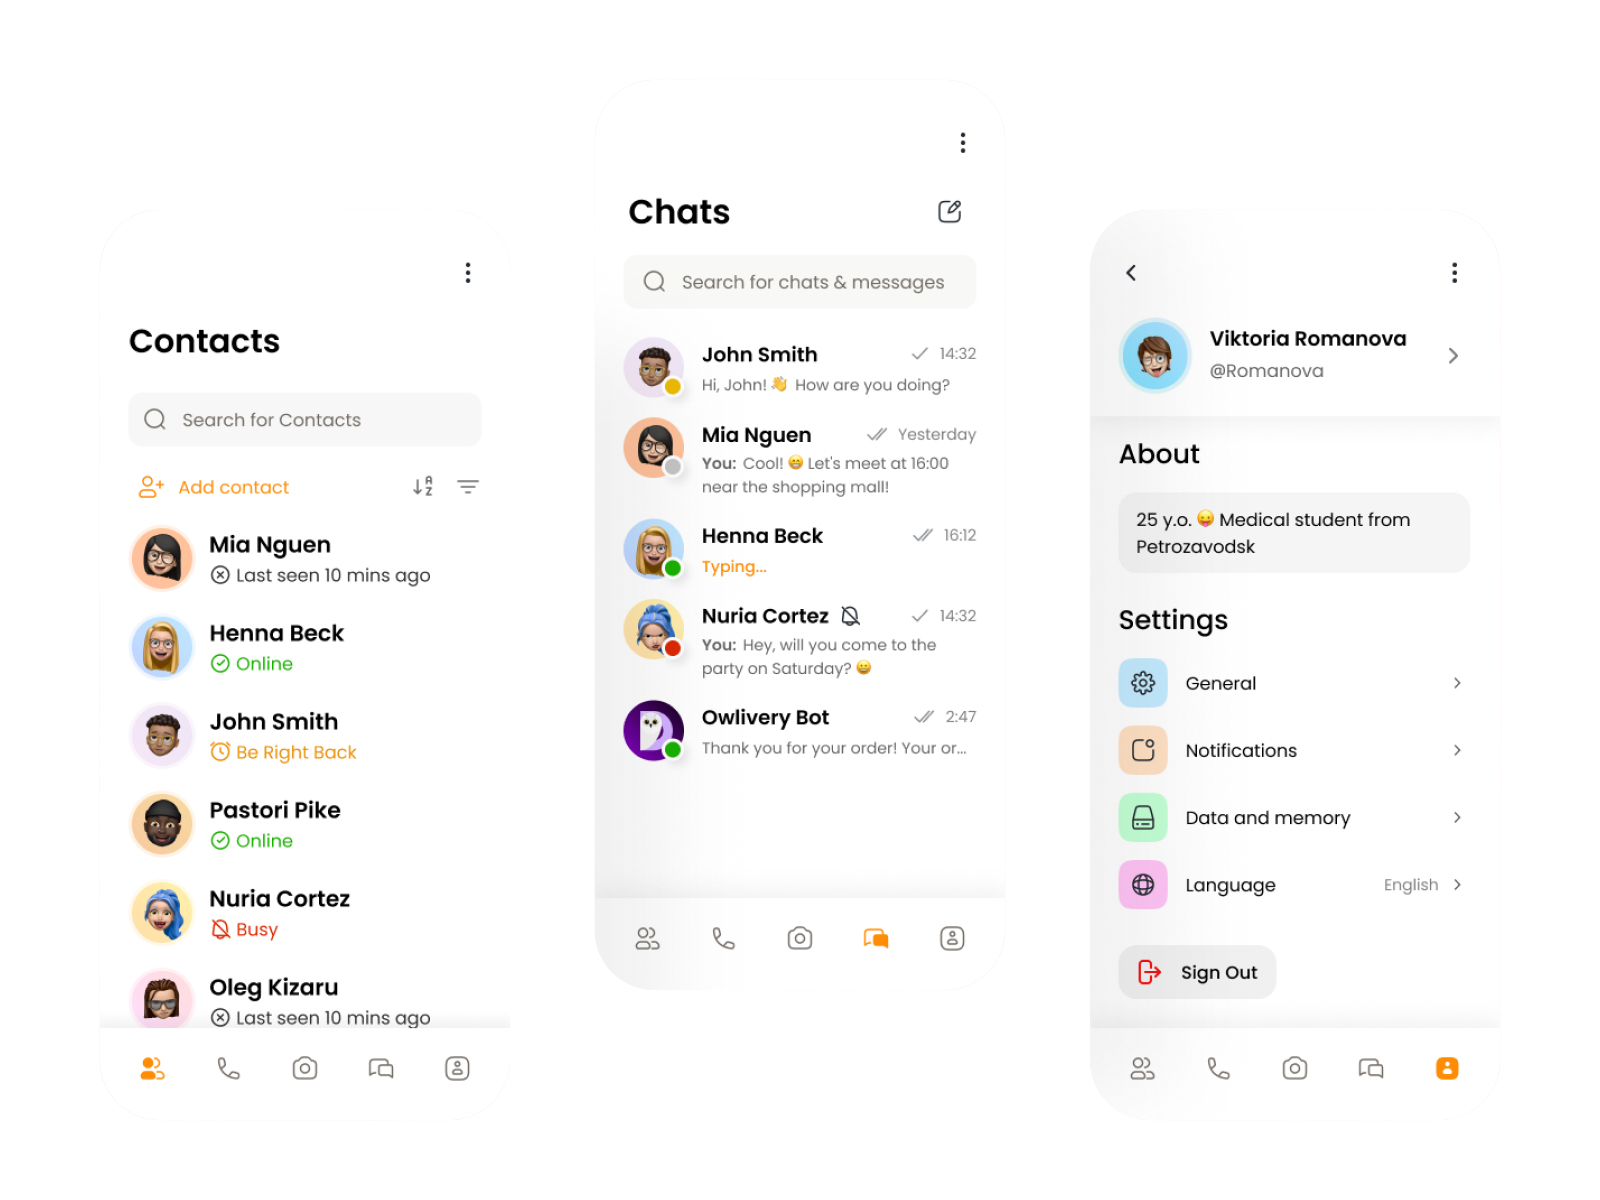 Contacts
Search for Contacts
Add contact
A
Z
Mia Nguen
Last seen 10 mins ago
Henna Beck
Online
John Smith
Be Right Back
Pastori Pike
Online
Nuria Cortez
Busy
Oleg Kizaru
Last seen 10 mins ago
Chats
Search for chats & messages
John Smith 14:32
Hi, John! 👋 How are you doing?
Mia Nguen Yesterday
You: Cool! 😁 Let's meet at 16:00
near the shopping mall!
Henna Beck 16:12
Typing...
Nuria Cortez 14:32
You: Hey, will you come to the
party on Saturday? 😀
Owlivery Bot 2:47
Thank you for your order! Your or...
Viktoria Romanova
@Romanova
About
25 y.o. 😛 Medical student from
Petrozavodsk
Settings
General
Notifications
Data and memory
Language English
Sign Out